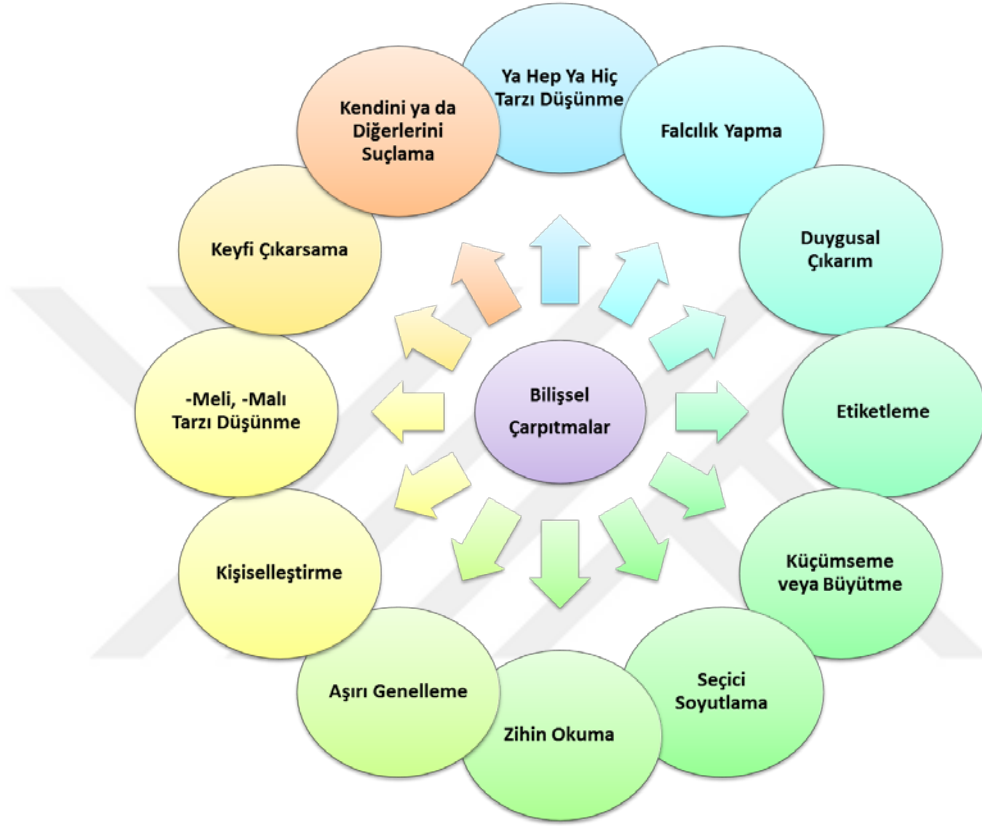 Ya Hep Ya Hiç
Tarzı Düşünme
Falcılık Yapma
Duygusal
Çıkarım
Etiketleme
Küçümseme
veya Büyütme
Seçici
Soyutlama
Zihin Okuma
Aşırı Genelleme
Kişiselleştirme
-Meli, -Malı
Tarzı Düşünme
Keyfi Çıkarsama
Kendini ya da
Diğerlerini
Suçlama
Bilişsel
Çarpıtmalar